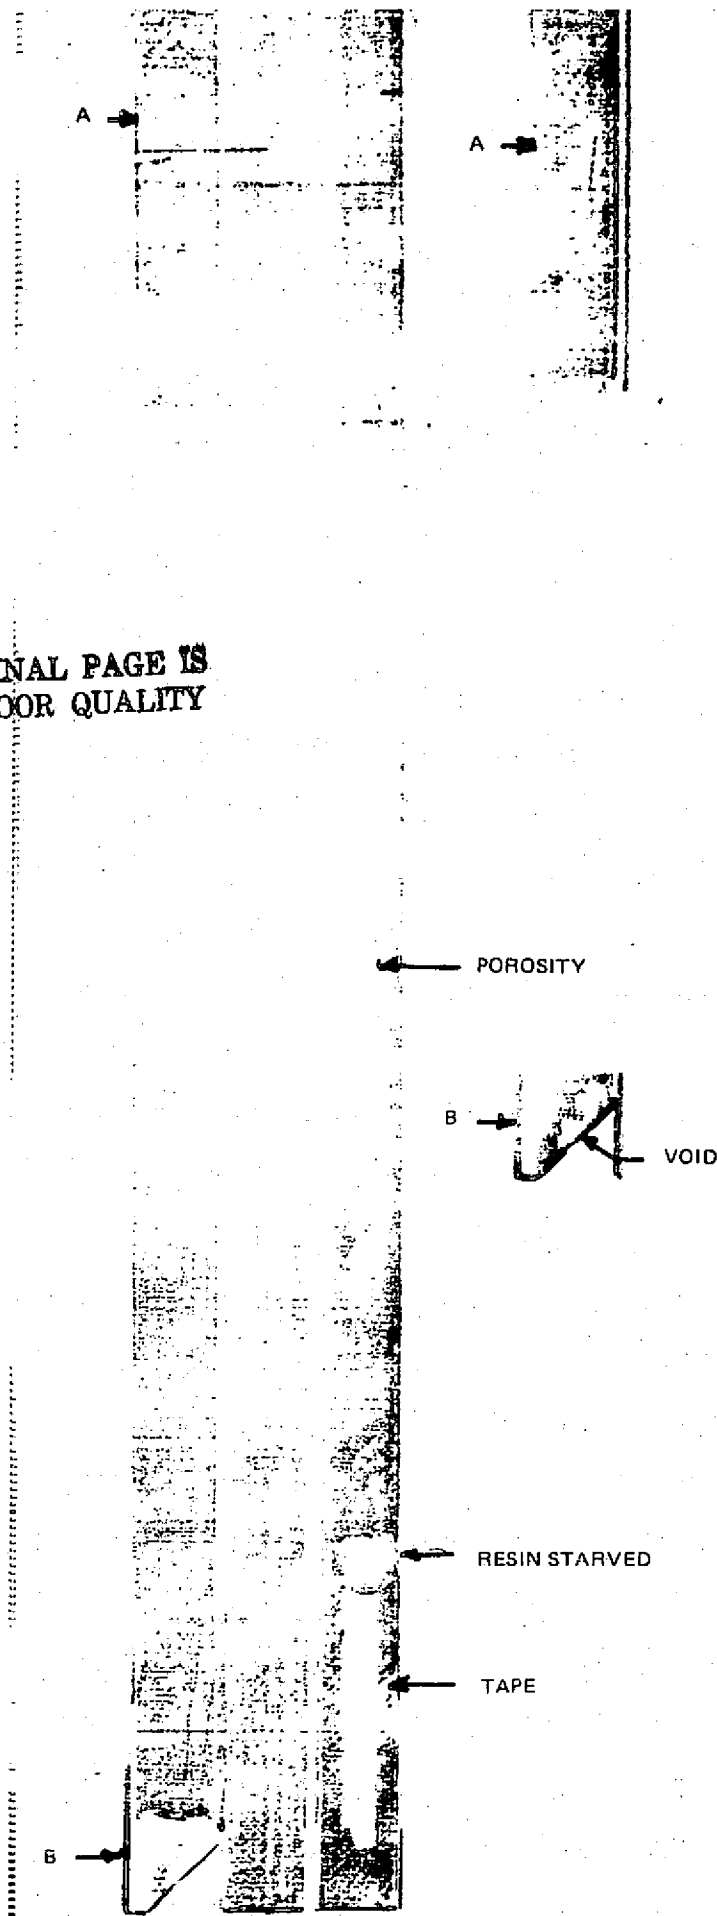 A
A
NAL PAGE IS
OOR QUALITY
POROSITY
B
VOID
RESIN STARVED
TAPE
B